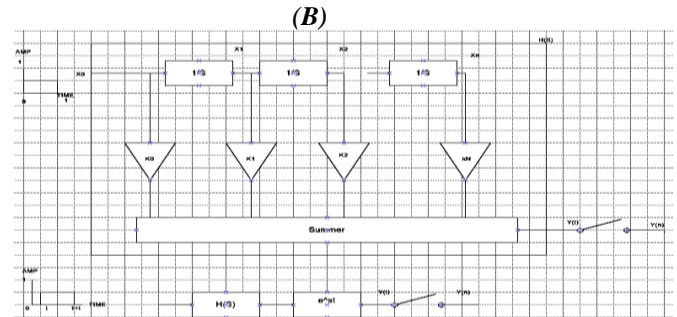 (B)
AMP
1
X0
X1
X2
Xn
H(S)
1/S
1/S
1/S
TIME
0
1
K0
K1
K2
kN
Summer
Y(t)
Y(n)
AMP
1
0
1
TIME
H(S)
e^st
Y(t)
Y(n)